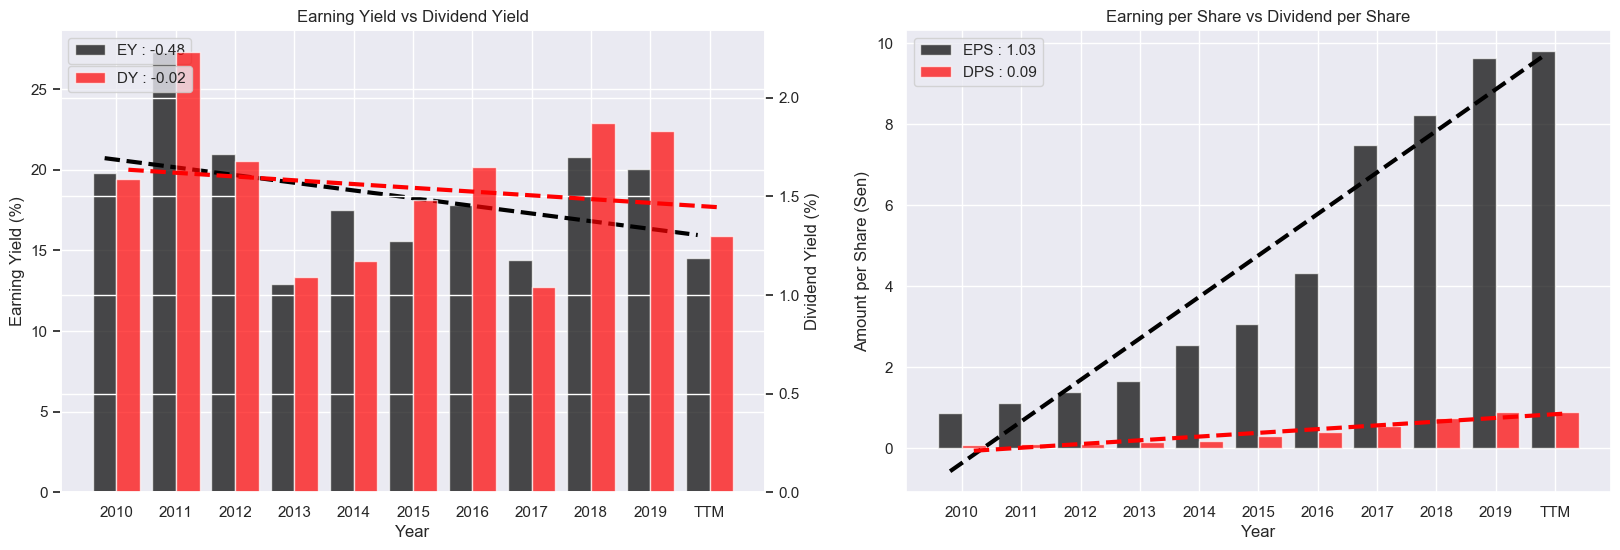 Earning Yield vs Dividend Yield
EY : -0.48
DY : -0.02
Earning Yield (%)
25
20
15
10
5
0
2.0
1.5
1.0
0.5
0.0
Dividend Yield (%)
2010 2011 2012 2013 2014 2015 2016 2017 2018 2019 TTM
Year
Earning per Share vs Dividend per Share
EPS : 1.03
DPS : 0.09
Amount per Share (Sen)
10
8
6
4
2
0
2010 2011 2012 2013 2014 2015 2016 2017 2018 2019 TTM
Year